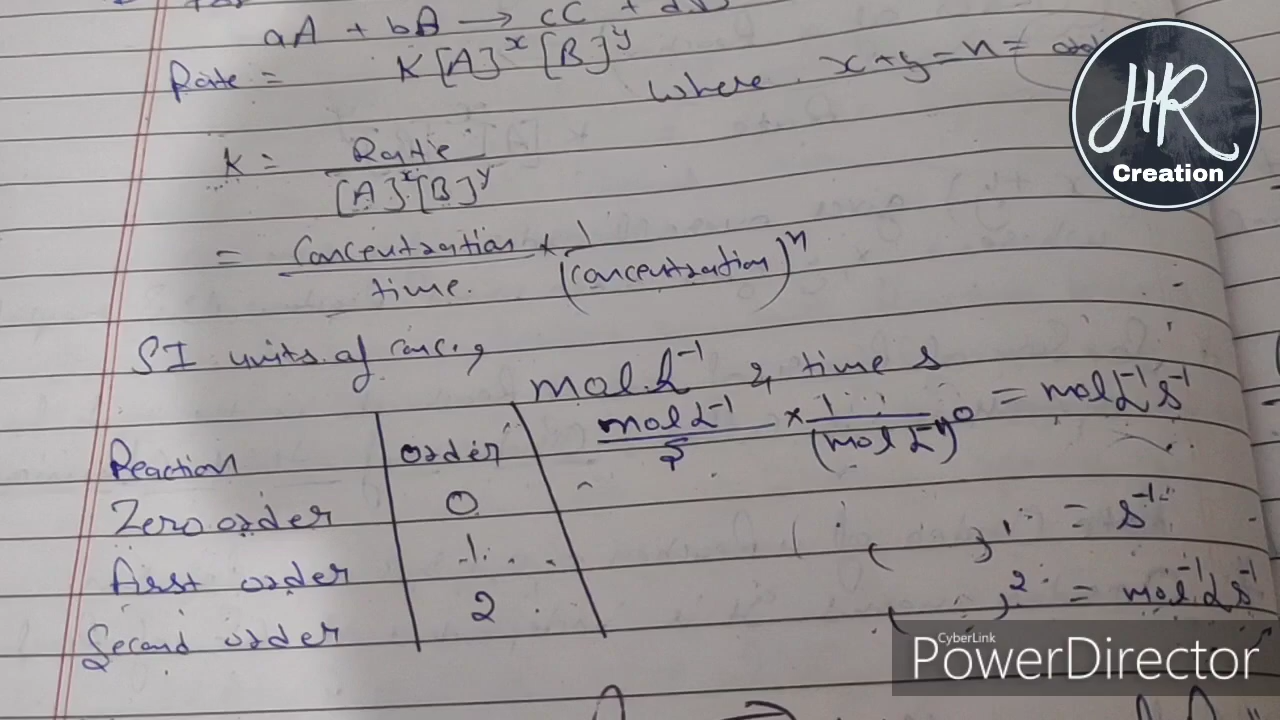 aA + bB → cC +
Rate = K[A]^x [B]^y where x+y=n=
K = Rate / [A]^x[B]^y
= Concentration / time × 1 / (concentration)^n
SI units of conc., mol L^-1 & time s
Reaction | order | mol L^-1 / s × 1 / (mol L^-1)^0 = mol L^-1 s^-1
Zero order | 0
First order | 1 ( )^1 = s^-1
Second order | 2 ( )^2 = mol^-1 L s^-1
HR
Creation
CyberLink
PowerDirector